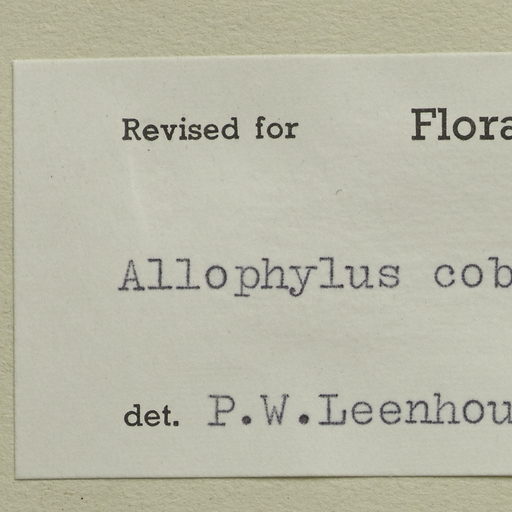 Revised for Flora
Allophylus cob
det. P.W.Leenhou